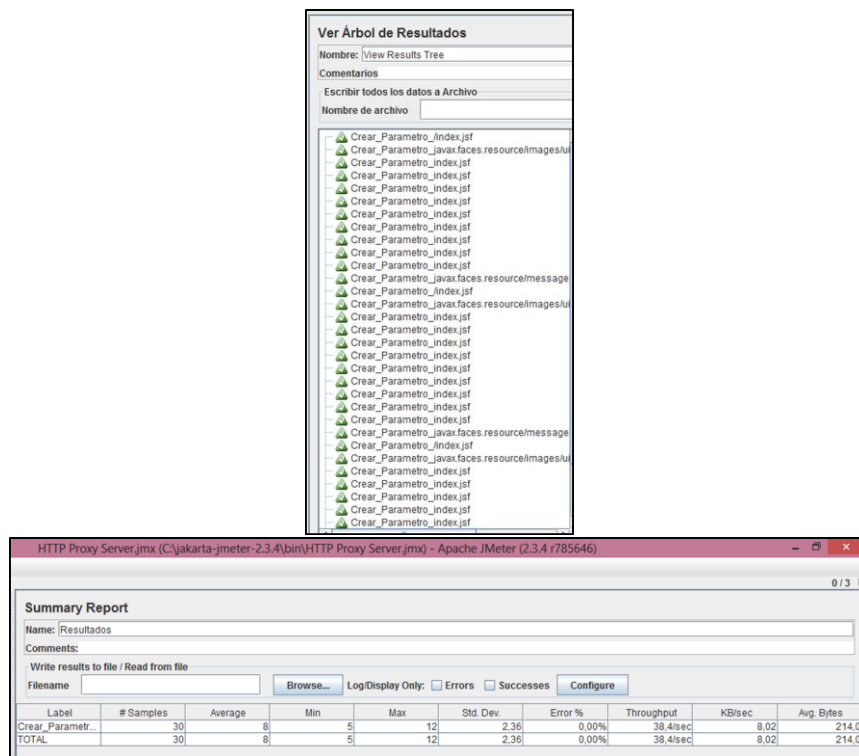 Ver Árbol de Resultados
Nombre: View Results Tree
Comentarios
Escribir todos los datos a Archivo
Nombre de archivo
Crear_Parametro_/index.jsf
Crear_Parametro_javax.faces.resource/images/ui
Crear_Parametro_index.jsf
Crear_Parametro_index.jsf
Crear_Parametro_index.jsf
Crear_Parametro_index.jsf
Crear_Parametro_index.jsf
Crear_Parametro_index.jsf
Crear_Parametro_index.jsf
Crear_Parametro_index.jsf
Crear_Parametro_index.jsf
Crear_Parametro_javax.faces.resource/message
Crear_Parametro_/index.jsf
Crear_Parametro_javax.faces.resource/images/ui
Crear_Parametro_index.jsf
Crear_Parametro_index.jsf
Crear_Parametro_index.jsf
Crear_Parametro_index.jsf
Crear_Parametro_index.jsf
Crear_Parametro_index.jsf
Crear_Parametro_index.jsf
Crear_Parametro_index.jsf
Crear_Parametro_index.jsf
Crear_Parametro_javax.faces.resource/message
Crear_Parametro_/index.jsf
Crear_Parametro_javax.faces.resource/images/ui
Crear_Parametro_index.jsf
Crear_Parametro_index.jsf
Crear_Parametro_index.jsf
Crear_Parametro_index.jsf
Crear_Parametro_index.jsf
HTTP Proxy Server.jmx (C:\jakarta-jmeter-2.3.4\bin\HTTP Proxy Server.jmx) - Apache JMeter (2.3.4 r785646)
0 / 3
Summary Report
Name: Resultados
Comments:
Write results to file / Read from file
Filename Browse... Log/Display Only: Errors Successes Configure
Label # Samples Average Min Max Std. Dev. Error % Throughput KB/sec Avg. Bytes
Crear_Parametr... 30 8 5 12 2,36 0,00% 38,4/sec 8,02 214,0
TOTAL 30 8 5 12 2,36 0,00% 38,4/sec 8,02 214,0